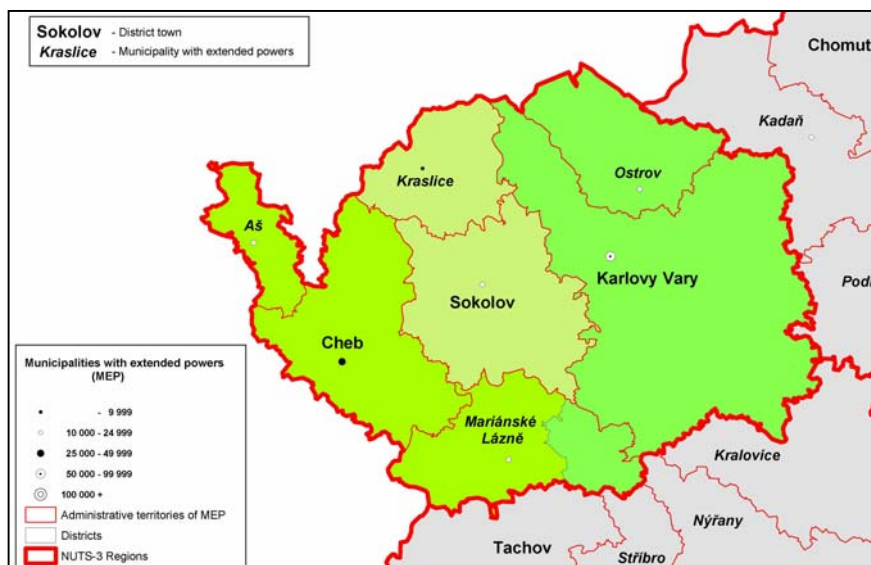 Sokolov - District town
Kraslice - Municipality with extended powers
Chomut
Kadaň
Ostrov
Kraslice
Aš
Karlovy Vary
Podl
Sokolov
Cheb
Mariánské
Lázně
Kralovice
Nýřany
Tachov
Stříbro
Municipalities with extended powers
(MEP)
- 9 999
10 000 - 24 999
25 000 - 49 999
50 000 - 99 999
100 000 +
Administrative territories of MEP
Districts
NUTS-3 Regions